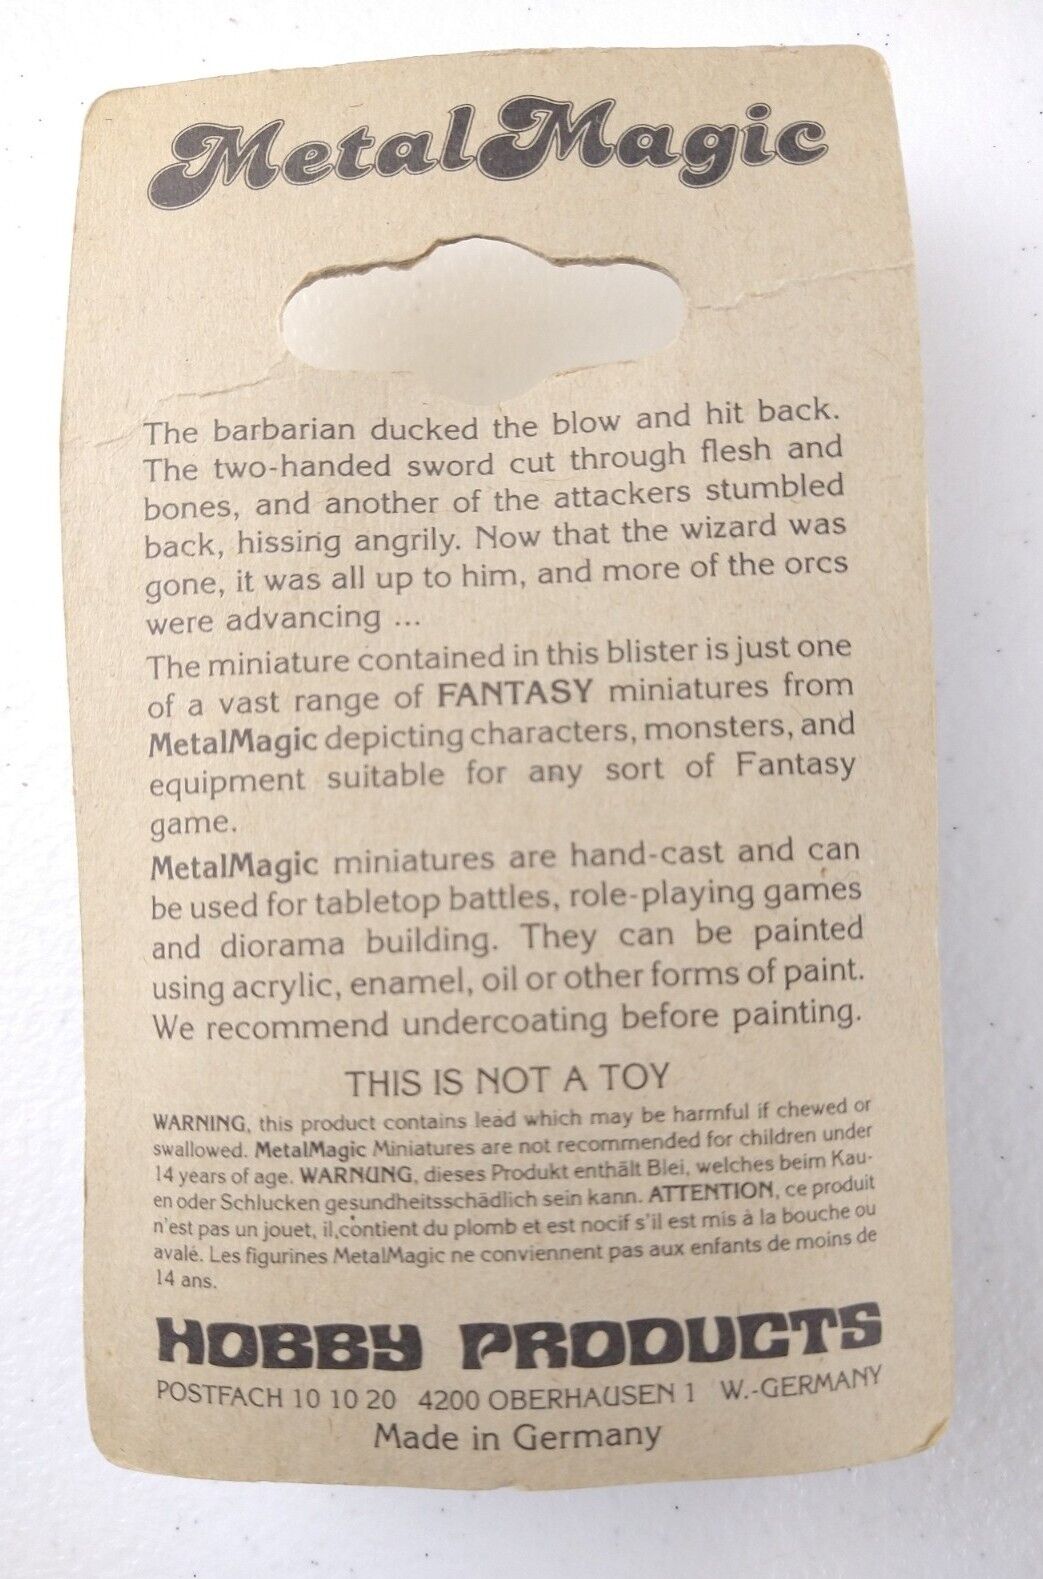 MetalMagic
The barbarian ducked the blow and hit back.
The two-handed sword cut through flesh and
bones, and another of the attackers stumbled
back, hissing angrily. Now that the wizard was
gone, it was all up to him, and more of the orcs
were advancing ...
The miniature contained in this blister is just one
of a vast range of FANTASY miniatures from
MetalMagic depicting characters, monsters, and
equipment suitable for any sort of Fantasy
game.
MetalMagic miniatures are hand-cast and can
be used for tabletop battles, role-playing games
and diorama building. They can be painted
using acrylic, enamel, oil or other forms of paint.
We recommend undercoating before painting.
THIS IS NOT A TOY
WARNING, this product contains lead which may be harmful if chewed or
swallowed. MetalMagic Miniatures are not recommended for children under
14 years of age. WARNUNG, dieses Produkt enthält Blei, welches beim Kau-
en oder Schlucken gesundheitsschädlich sein kann. ATTENTION, ce produit
n'est pas un jouet, il contient du plomb et est nocif s'il est mis à la bouche ou
avalé. Les figurines MetalMagic ne conviennent pas aux enfants de moins de
14 ans.
HOBBY PRODUCTS
POSTFACH 10 10 20 4200 OBERHAUSEN 1 W.-GERMANY
Made in Germany